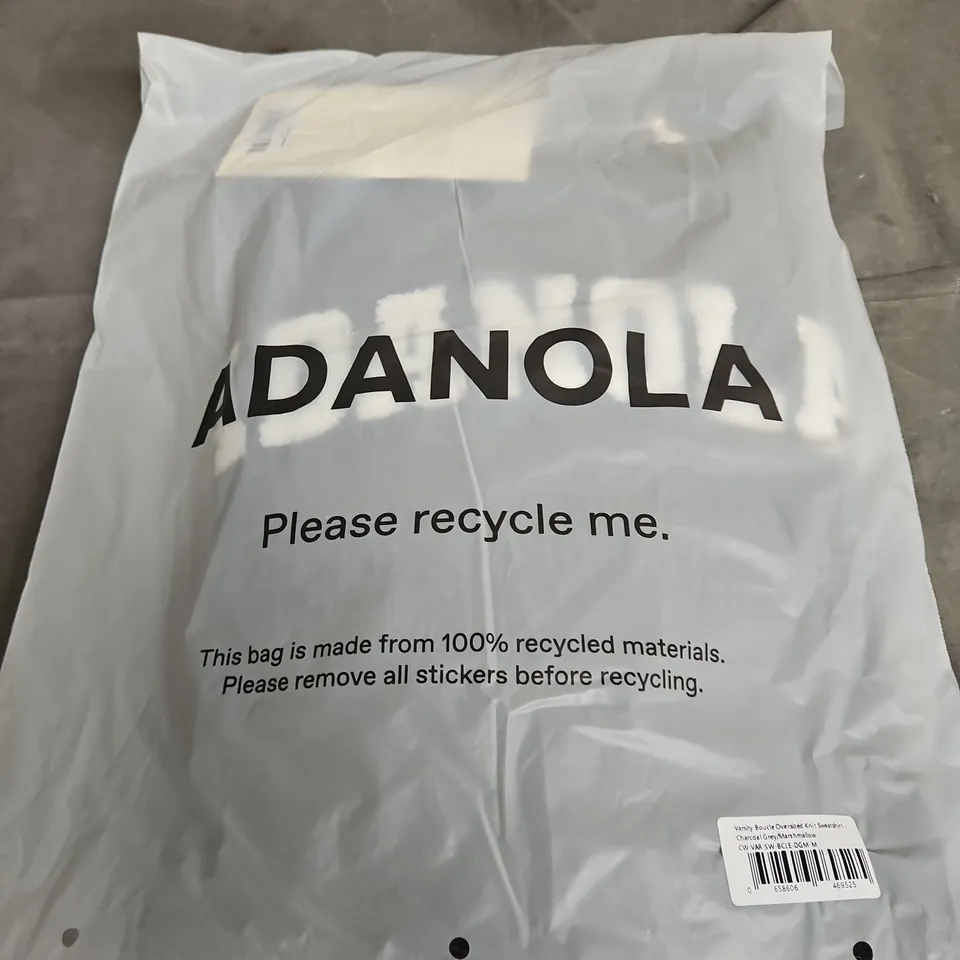 ADANOLA
ADANOLA
Please recycle me.
This bag is made from 100% recycled materials.
Please remove all stickers before recycling.
Varsity Boucle Oversized Knit Sweatshirt -
Charcoal Grey/Marshmallow
CW-VAR-SW-BCLE-DGM-M
0 658606 469525